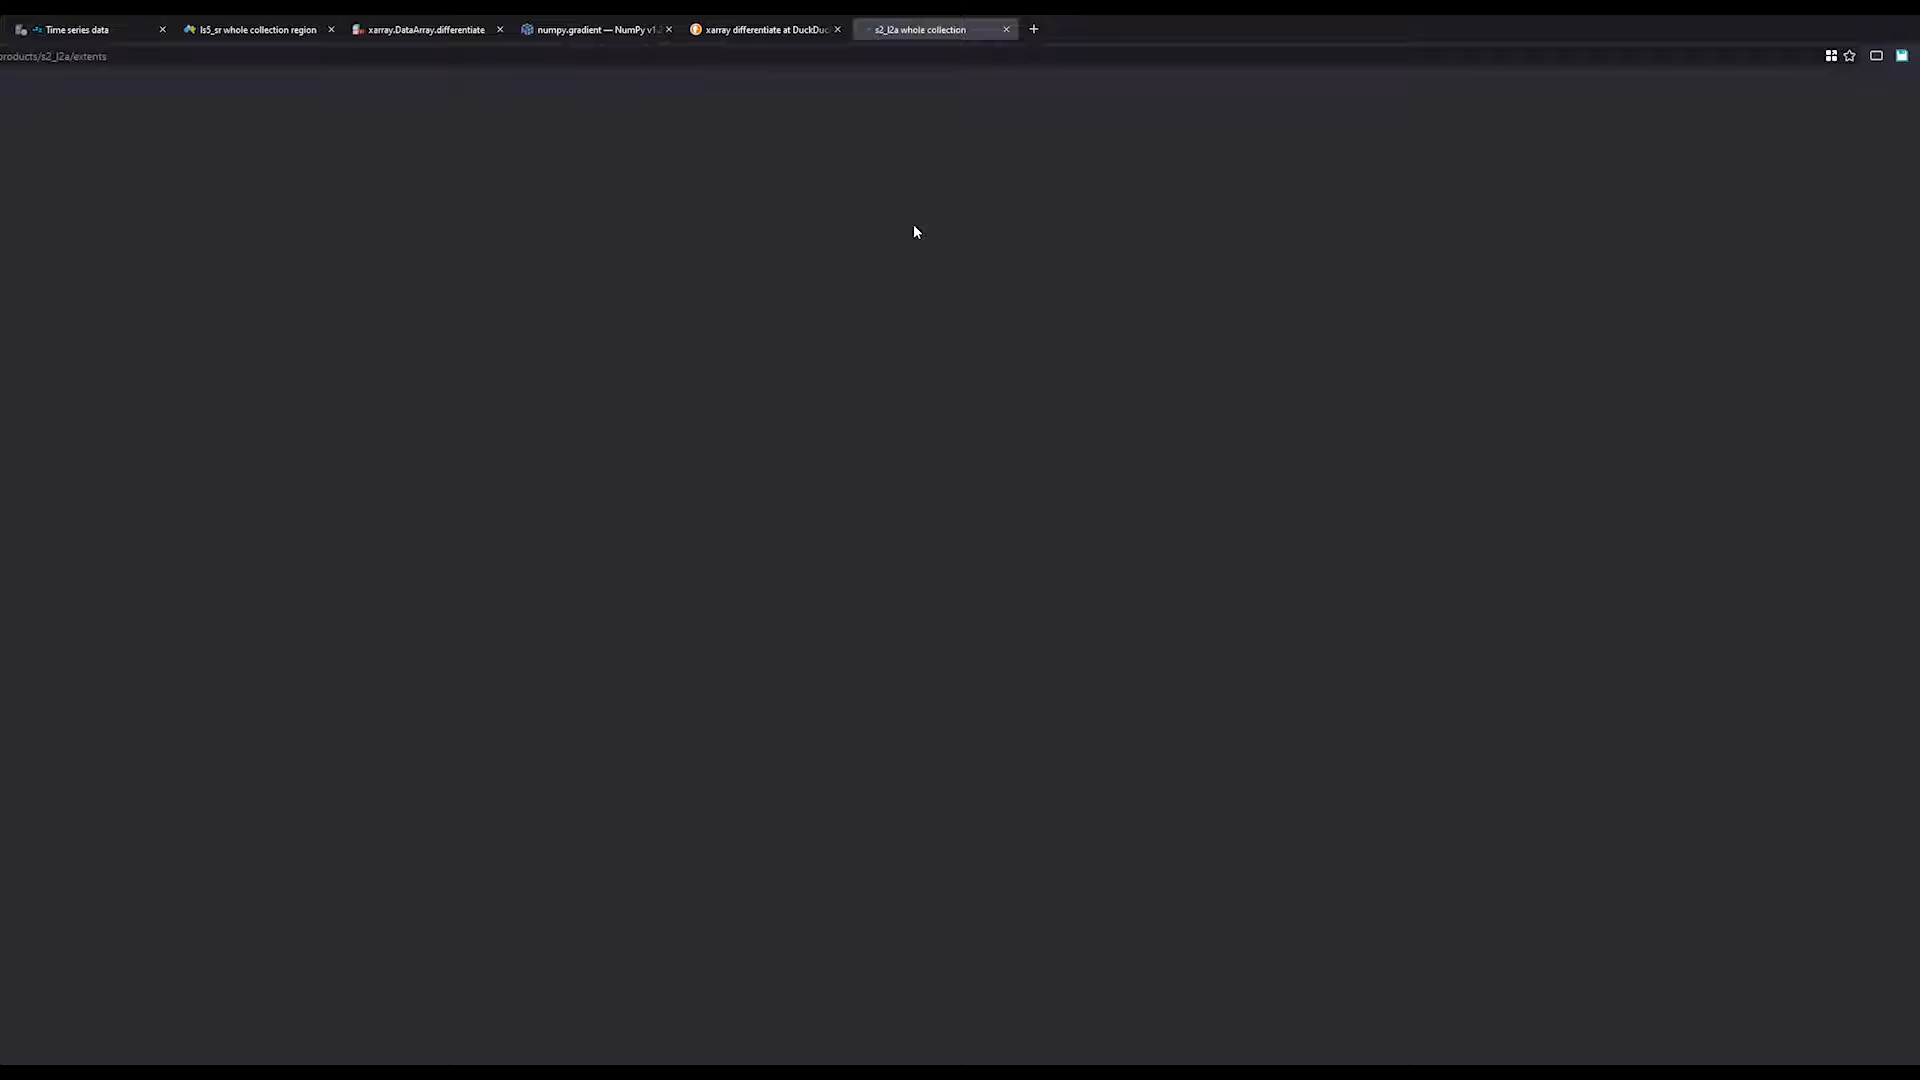 Time series data
ls5_sr whole collection region
xarray.DataArray.differentiate
numpy.gradient — NumPy v1.
xarray differentiate at DuckDuc
s2_l2a whole collection
products/s2_l2a/extents